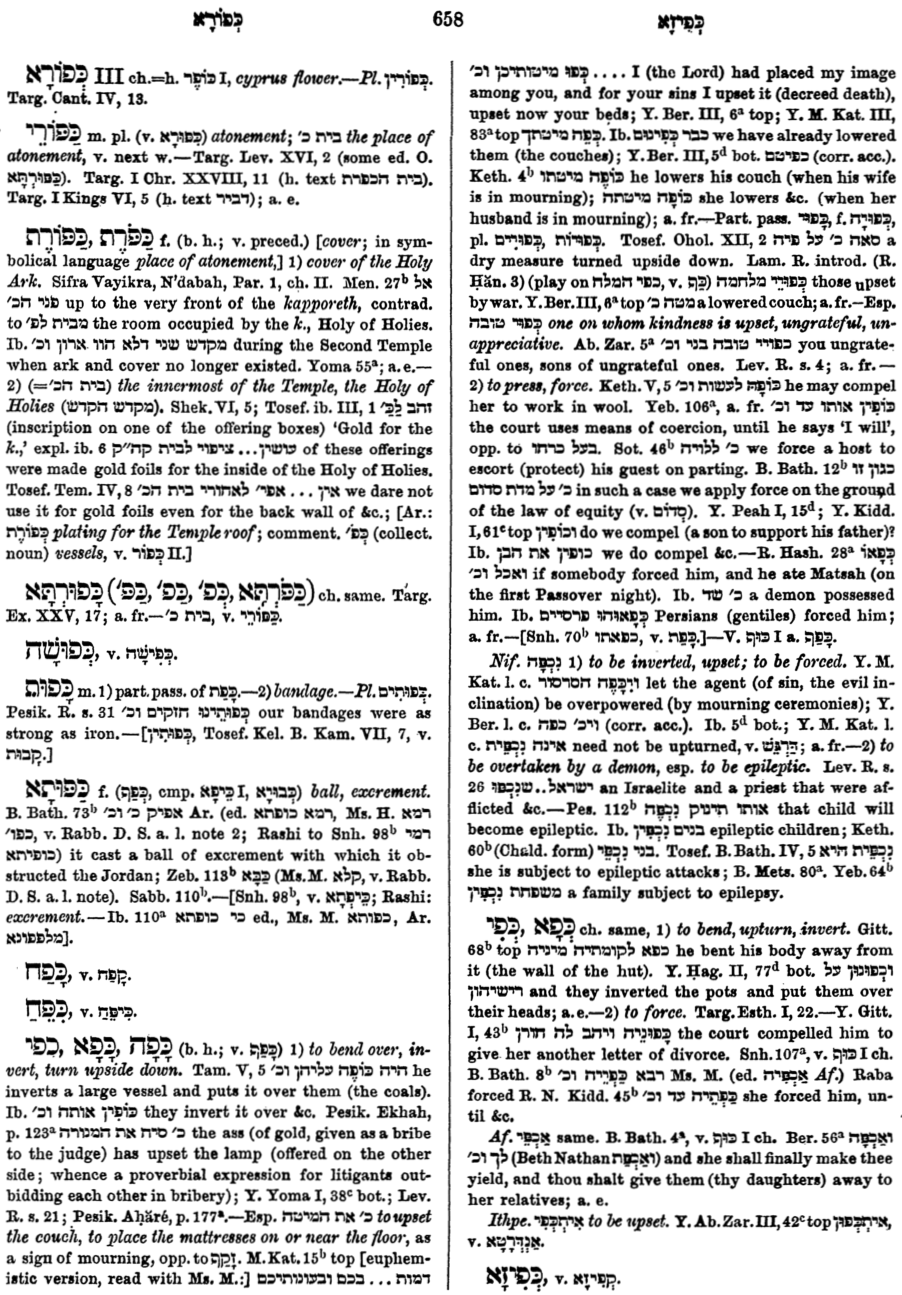 כְּפוֹרָא 658 כְּפִיזָא
כְּפוֹרָא III ch.=h. כּוֹפֶר I, cyprus flower.—Pl. כְּפוֹרִין.
Targ. Cant. IV, 13.
כַּפּוּרֵי m. pl. (v. כְּפוּרָא) atonement; בית כ׳ the place of
atonement, v. next w.—Targ. Lev. XVI, 2 (some ed. O.
כַּפּוּרְתָּא). Targ. I Chr. XXVIII, 11 (h. text בית הכפרת).
Targ. I Kings VI, 5 (h. text דביר); a. e.
כַּפֹּרֶת, כַּפּוֹרֶת f. (b. h.; v. preced.) [cover; in sym-
bolical language place of atonement,] 1) cover of the Holy
Ark. Sifra Vayikra, N'dabah, Par. 1, ch. II. Men. 27b אל
פני הכ׳ up to the very front of the kapporeth, contrad.
to מבית לפ׳ the room occupied by the k., Holy of Holies.
Ib. מקדש שני דלא הוו ארון וכ׳ during the Second Temple
when ark and cover no longer existed. Yoma 55a; a. e.—
2) (=בית הכ׳) the innermost of the Temple, the Holy of
Holies (מקדש הקדש). Shek. VI, 5; Tosef. ib. III, 1 זהב לַכַּ׳
(inscription on one of the offering boxes) 'Gold for the
k.,' expl. ib. 6 עושין... ציפוי לבית קה״ק of these offerings
were made gold foils for the inside of the Holy of Holies.
Tosef. Tem. IV, 8 אין ... אפי׳ לאחורי בית הכ׳ we dare not
use it for gold foils even for the back wall of &c.; [Ar.:
כְּפוֹרֶת plating for the Temple roof; comment. כְּפ׳ (collect.
noun) vessels, v. כְּפוֹר II.]
כַּפֹּרְתָּא, כְּפ׳, כַפּ׳, כַּפּ׳) כַּפּוּרְתָּא) ch. same. Targ.
Ex. XXV, 17; a. fr.—בית כ׳, v. כַּפּוּרֵי.
כְּפוּשָׁה, v. כְּפִישָׁה.
כָּפוּת m. 1) part. pass. of כָּפַת.—2) bandage.—Pl. כְּפוּתִים.
Pesik. R. s. 31 כְּפוּתֵינוּ חזקים וכ׳ our bandages were as
strong as iron.—[כְּפוּתִין, Tosef. Kel. B. Kam. VII, 7, v.
קָבוּת.]
כַּפּוּתָא f. (כָּפַף, cmp. כֵּיפָא I, כַּבּוּיָא) ball, excrement.
B. Bath. 73b אפיק כ׳ וכ׳ Ar. (ed. רמא כופתא, Ms. H. רמא
כפו׳, v. Rabb. D. S. a. l. note 2; Rashi to Snh. 98b רמי
כופיתא) it cast a ball of excrement with which it ob-
structed the Jordan; Zeb. 113b כַּבָּא (Ms. M. קלא, v. Rabb.
D. S. a. l. note). Sabb. 110b.—[Snh. 98b, v. כֵּיפְתָא; Rashi:
excrement.—Ib. 110a כי כופתא ed., Ms. M. כפותא, Ar.
מלפפונא].
כָּפַח, v. קָפַח.
כִּפֵּחַ, v. כִּיפֵּחַ.
כָּפָה, כָּפָא, כפי (b. h.; v. כָּפַף) 1) to bend over, in-
vert, turn upside down. Tam. V, 5 היה כּוֹפֶה עליהן וכ׳ he
inverts a large vessel and puts it over them (the coals).
Ib. כּוֹפִין אותה וכ׳ they invert it over &c. Pesik. Ekhah,
p. 123a כ׳ סיח את המנורה the ass (of gold, given as a bribe
to the judge) has upset the lamp (offered on the other
side; whence a proverbial expression for litigants out-
bidding each other in bribery); Y. Yoma I, 38c bot.; Lev.
R. s. 21; Pesik. Aḥăré, p. 177a.—Esp. כ׳ את המיטה to upset
the couch, to place the mattresses on or near the floor, as
a sign of mourning, opp. to זָקַף. M. Kat. 15b top [euphem-
istic version, read with Ms. M.:] דמות ... בכם ובעונותיכם
כְּפוּ מיטותיכן וכ׳ .... I (the Lord) had placed my image
among you, and for your sins I upset it (decreed death),
upset now your beds; Y. Ber. III, 6a top; Y. M. Kat. III,
83a top כְּפֵה מיטתך. Ib. כבר כְּפִינוּם we have already lowered
them (the couches); Y. Ber. III, 5d bot. כפיטם (corr. acc.).
Keth. 4b כּוֹפֶה מיטתו he lowers his couch (when his wife
is in mourning); כּוֹפָה מיטתה she lowers &c. (when her
husband is in mourning); a. fr.—Part. pass. כָּפוּי, f. כְּפוּיָה,
pl. כְּפוּיִים, כְּפוּיוֹת. Tosef. Ohol. XII, 2 סאה כ׳ על פיה a
dry measure turned upside down. Lam. R. introd. (R.
Ḥăn. 3) (play on כפי המלח, v. כַּף) כְּפוּיֵי מלחמה those upset
by war. Y. Ber. III, 6a top מטה כ׳ a lowered couch; a. fr.—Esp.
כְּפוּי טובה one on whom kindness is upset, ungrateful, un-
appreciative. Ab. Zar. 5a כפויי טובה בני וכ׳ you ungrate-
ful ones, sons of ungrateful ones. Lev. R. s. 4; a. fr.—
2) to press, force. Keth. V, 5 כּוֹפָהּ לעשות וכ׳ he may compel
her to work in wool. Yeb. 106a, a. fr. כּוֹפִין אותו עד וכ׳
the court uses means of coercion, until he says 'I will',
opp. to בעל כרחו. Sot. 46b כ׳ ללויה we force a host to
escort (protect) his guest on parting. B. Bath. 12b כגון זו
כ׳ על מדת סדום in such a case we apply force on the ground
of the law of equity (v. סְדוֹם). Y. Peah I, 15d; Y. Kidd.
I, 61c top וכוֹפִין do we compel (a son to support his father)?
Ib. כופין את הבן we do compel &c.—R. Hash. 28a כְּפָאוֹ
ואכל וכ׳ if somebody forced him, and he ate Matsah (on
the first Passover night). Ib. כ׳ שד a demon possessed
him. Ib. כְּפָאוּהוּ פרסיים Persians (gentiles) forced him;
a. fr.—[Snh. 70b כפאתו, v. כָּפַת.]—V. כּוּף I a. כָּפַף.
Nif. נִכְפָּה 1) to be inverted, upset; to be forced. Y. M.
Kat. l. c. וְיִכָּפֶה הסרסור let the agent (of sin, the evil in-
clination) be overpowered (by mourning ceremonies); Y.
Ber. l. c. ויכ׳ כפה (corr. acc.). Ib. 5d bot.; Y. M. Kat. l.
c. אינה נכפית need not be upturned, v. דַּרְגֵּשׁ; a. fr.—2) to
be overtaken by a demon, esp. to be epileptic. Lev. R. s.
26 ישראל..שנכפו an Israelite and a priest that were af-
flicted &c.—Pes. 112b אותו תינוק נִכְפֶּה that child will
become epileptic. Ib. בנים נִכְפִּין epileptic children; Keth.
60b (Chald. form) בני נִכְפֵי. Tosef. B. Bath. IV, 5 נִכְפֵּית היא
she is subject to epileptic attacks; B. Mets. 80a. Yeb. 64b
משפחת נִכְפִּין a family subject to epilepsy.
כְּפָא, כְּפֵי ch. same, 1) to bend, upturn, invert. Gitt.
68b top כפא לקומתיה מיניה he bent his body away from
it (the wall of the hut). Y. Ḥag. II, 77d bot. וכְפוֹנוּן על
רישיהון and they inverted the pots and put them over
their heads; a. e.—2) to force. Targ. Esth. I, 22.—Y. Gitt.
I, 43b כְּפוֹנֵיהּ ויהב לה חורן the court compelled him to
give her another letter of divorce. Snh. 107a, v. כּוּף I ch.
B. Bath. 8b רבא כַּפְיֵיהּ וכ׳ Ms. M. (ed. אַכְפְּיֵהּ Af.) Raba
forced R. N. Kidd. 45b כְּפָתֵיהּ עד וכ׳ she forced him, un-
til &c.
Af. אַכְפֵּי same. B. Bath. 4a, v. כּוּף I ch. Ber. 56a וּאַכְפָּה
לך וכ׳ (Beth Nathan וְאַכְפָּה) and she shall finally make thee
yield, and thou shalt give them (thy daughters) away to
her relatives; a. e.
Ithpe. אִיתְכְּפֵי to be upset. Y. Ab. Zar. III, 42c top אִיתְכְּפוּן,
v. אַנְדְּרָטָא.
כְּפִיזָא, v. קְפִיזָא.